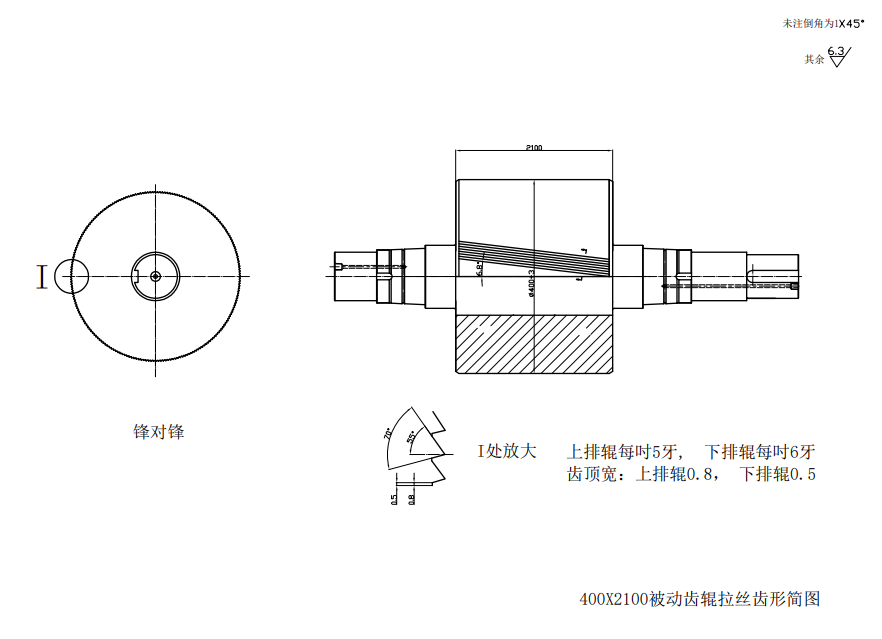 未注倒角为1X45°
其余 6.3
2100
I
6.8°
Ø400+3
锋对锋
70°
55°
I处放大
0.5
0.8
上排辊每吋5牙, 下排辊每吋6牙
齿顶宽: 上排辊0.8, 下排辊0.5
400X2100被动齿辊拉丝齿形简图